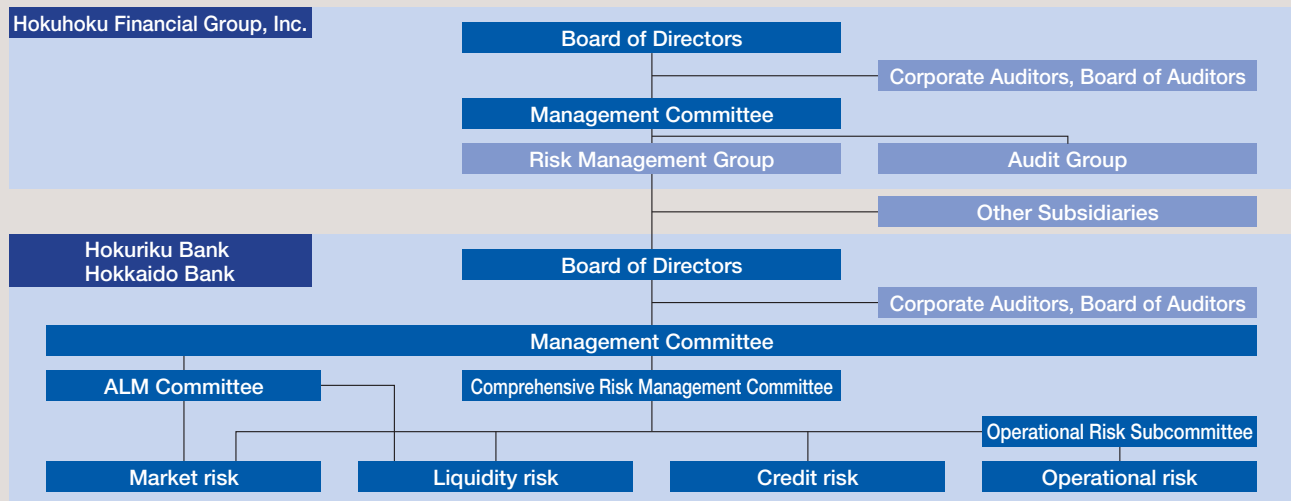 Hokuhoku Financial Group, Inc.
Board of Directors
Corporate Auditors, Board of Auditors
Management Committee
Risk Management Group
Audit Group
Other Subsidiaries
Hokuriku Bank
Hokkaido Bank
Board of Directors
Corporate Auditors, Board of Auditors
Management Committee
ALM Committee
Comprehensive Risk Management Committee
Operational Risk Subcommittee
Market risk
Liquidity risk
Credit risk
Operational risk